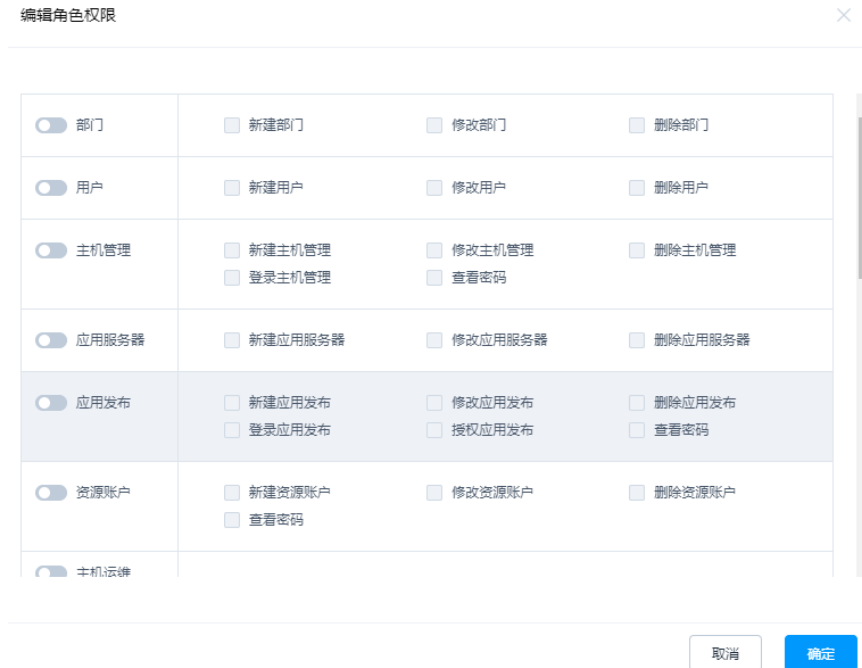 编辑角色权限
部门 新建部门 修改部门 删除部门
用户 新建用户 修改用户 删除用户
主机管理 新建主机管理 修改主机管理 删除主机管理
登录主机管理 查看密码
应用服务器 新建应用服务器 修改应用服务器 删除应用服务器
应用发布 新建应用发布 修改应用发布 删除应用发布
登录应用发布 授权应用发布 查看密码
资源账户 新建资源账户 修改资源账户 删除资源账户
查看密码
主机运维
取消 确定